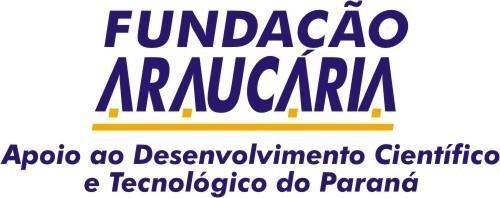 FUNDAÇÃO
ARAUCÁRIA
Apoio ao Desenvolvimento Científico
e Tecnológico do Paraná